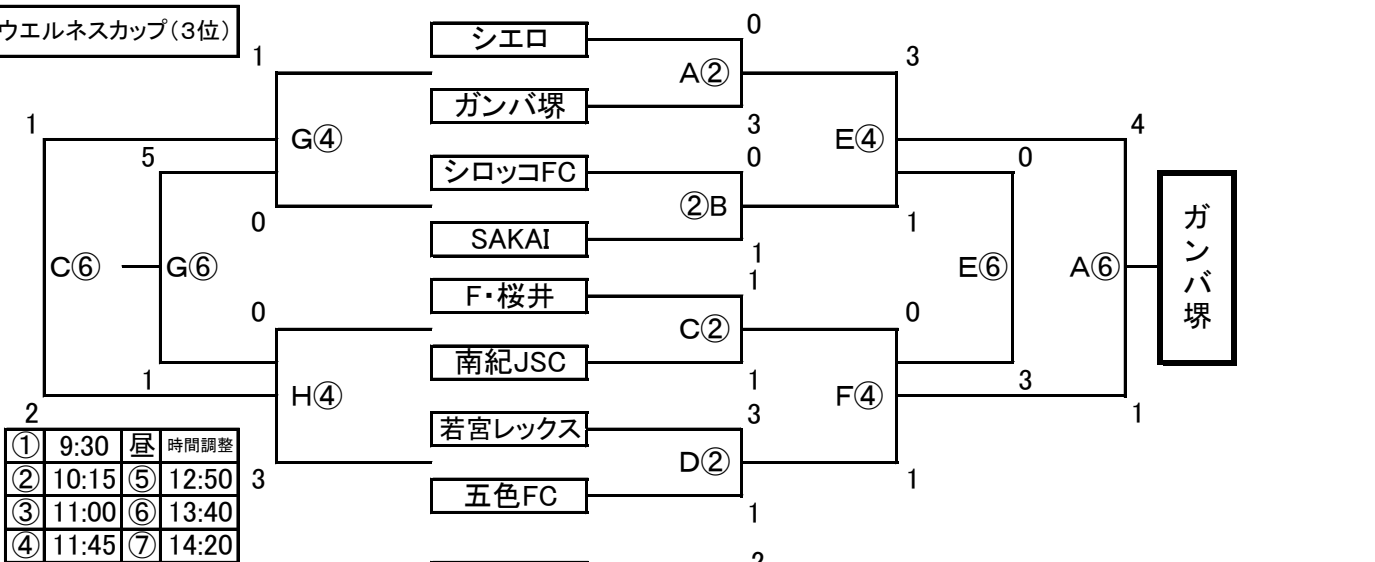 ウエルネスカップ(3位)
シエロ
0
1
3
A②
ガンバ堺
1
3
4
G④
E④
5
シロッコFC
0
0
②B
0
1
SAKAI
1
C⑥
G⑥
F・桜井
1
E⑥
A⑥
ガンバ堺
0
0
C②
南紀JSC
1
1
3
H④
F④
2
若宮レックス
3
1
① 9:30 昼 時間調整
D②
② 10:15 ⑤ 12:50
3
1
五色FC
③ 11:00 ⑥ 13:40
1
④ 11:45 ⑦ 14:20